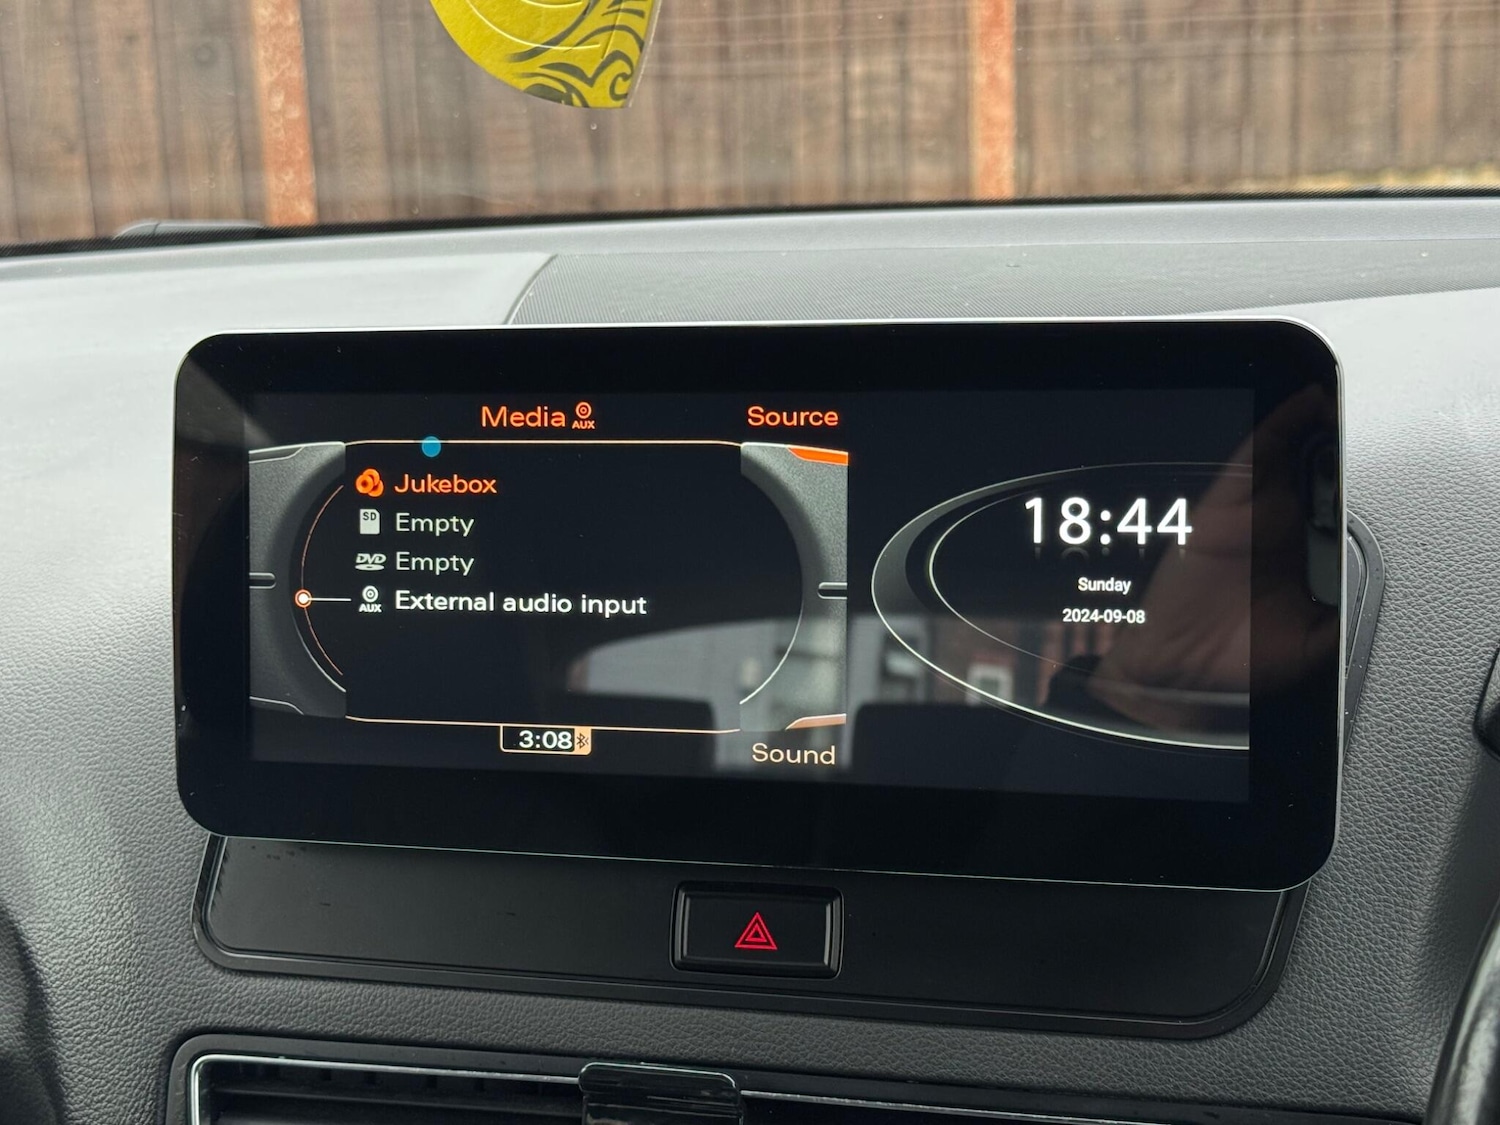 Media AUX
Source
Jukebox
SD Empty
DVD Empty
AUX External audio input
3:08
Sound
18:44
Sunday
2024-09-08